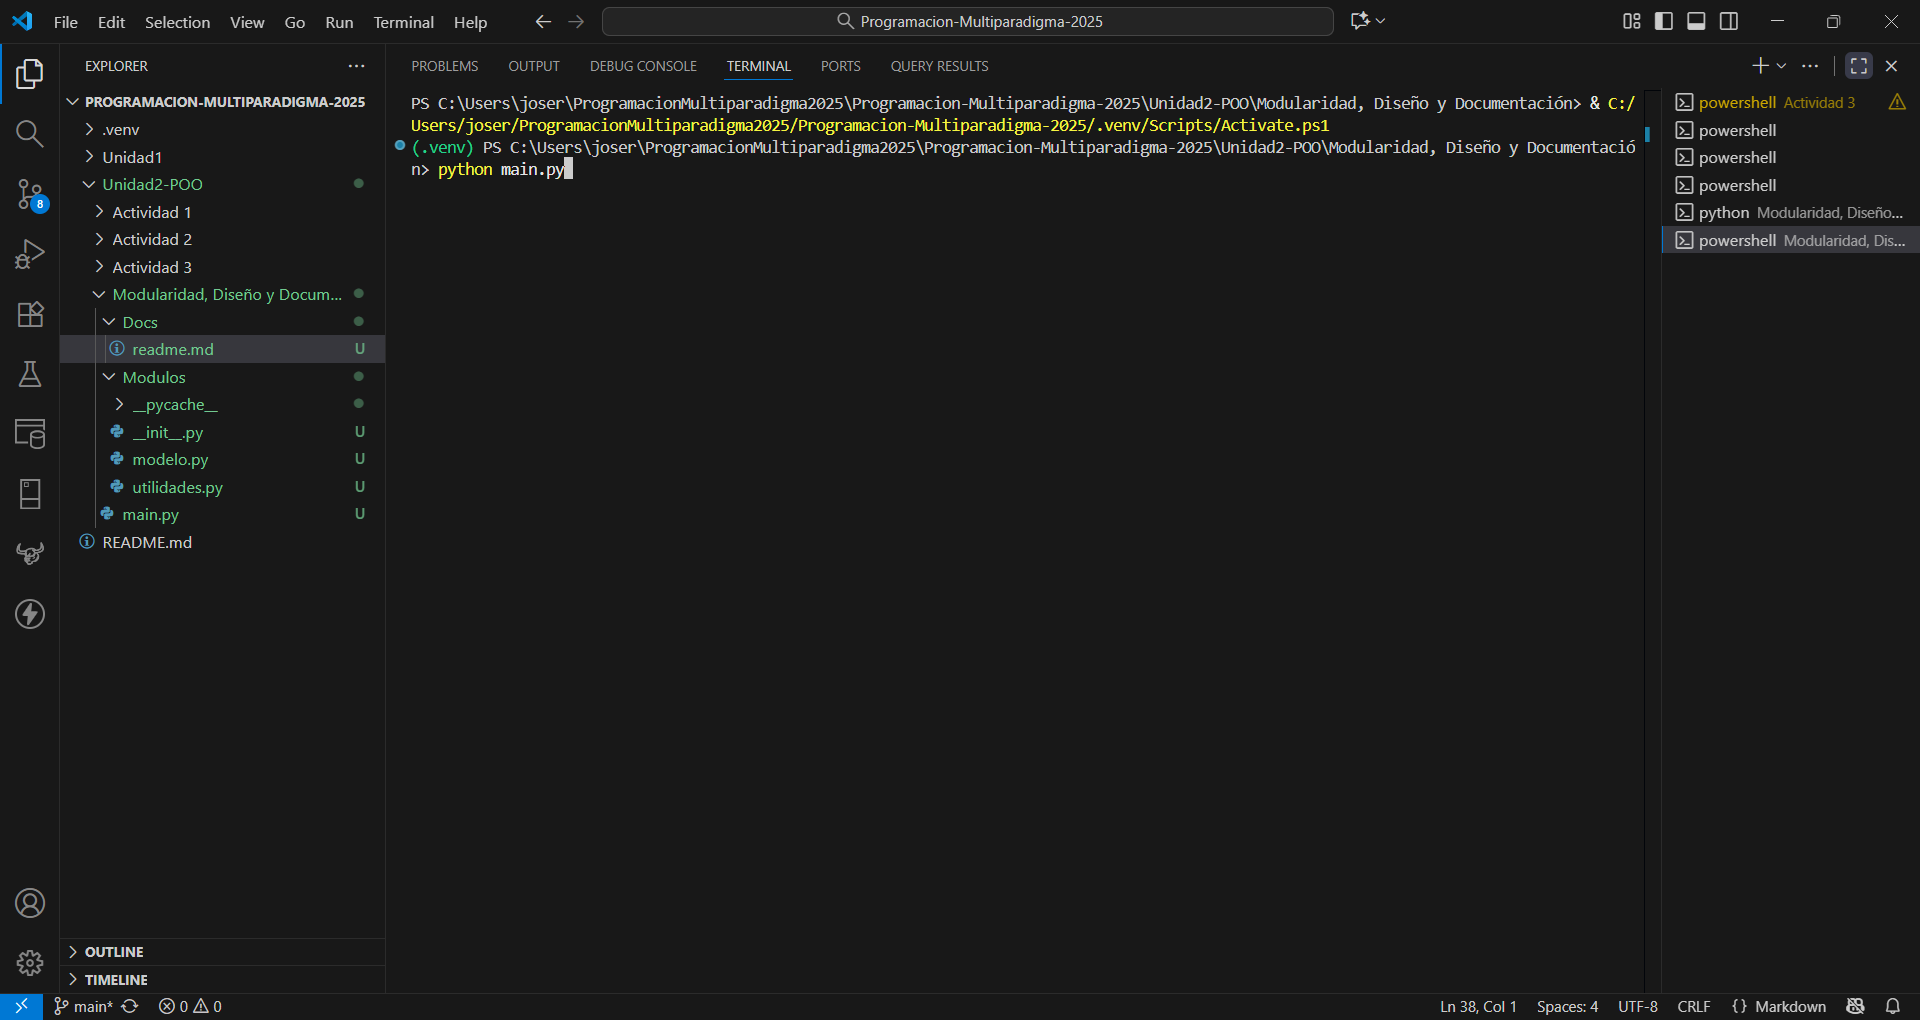 File Edit Selection View Go Run Terminal Help
Programacion-Multiparadigma-2025
EXPLORER
PROGRAMACION-MULTIPARADIGMA-2025
.venv
Unidad1
Unidad2-POO
Actividad 1
Actividad 2
Actividad 3
Modularidad, Diseño y Docum...
Docs
readme.md U
Modulos
__pycache__
__init__.py U
modelo.py U
utilidades.py U
main.py U
README.md
8
OUTLINE
TIMELINE
PROBLEMS OUTPUT DEBUG CONSOLE TERMINAL PORTS QUERY RESULTS
PS C:\Users\joser\ProgramacionMultiparadigma2025\Programacion-Multiparadigma-2025\Unidad2-POO\Modularidad, Diseño y Documentación> & C:/
Users/joser/ProgramacionMultiparadigma2025/Programacion-Multiparadigma-2025/.venv/Scripts/Activate.ps1
(.venv) PS C:\Users\joser\ProgramacionMultiparadigma2025\Programacion-Multiparadigma-2025\Unidad2-POO\Modularidad, Diseño y Documentació
n> python main.py
powershell Actividad 3
powershell
powershell
powershell
python Modularidad, Diseño...
powershell Modularidad, Dis...
main* 0 0
Ln 38, Col 1 Spaces: 4 UTF-8 CRLF {} Markdown